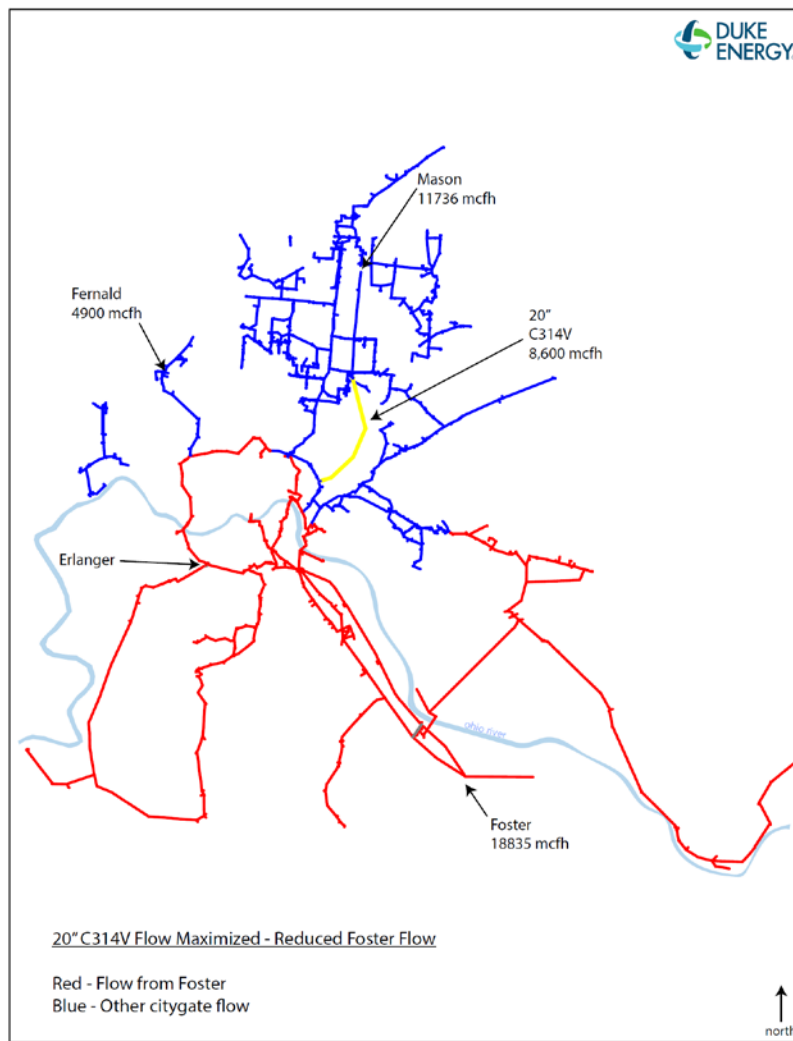 DUKE
ENERGY
Mason
11736 mcfh
Fernald
4900 mcfh
20"
C314V
8,600 mcfh
Erlanger
ohio river
Foster
18835 mcfh
20" C314V Flow Maximized - Reduced Foster Flow
Red - Flow from Foster
Blue - Other citygate flow
north